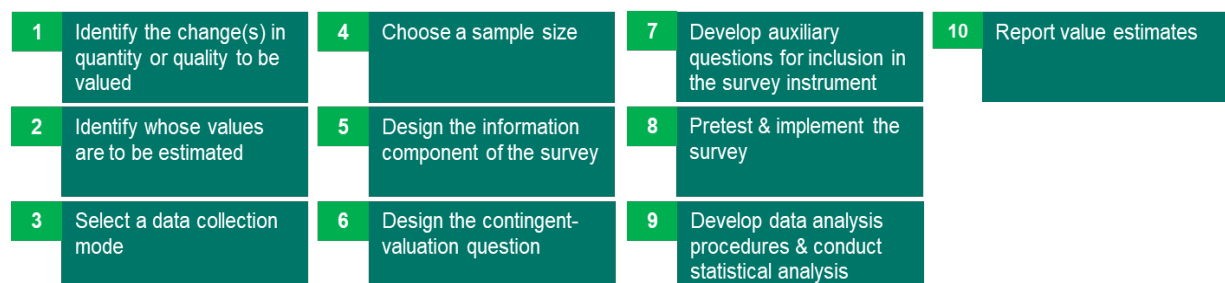 1 Identify the change(s) in
quantity or quality to be
valued
2 Identify whose values
are to be estimated
3 Select a data collection
mode
4 Choose a sample size
5 Design the information
component of the survey
6 Design the contingent-
valuation question
7 Develop auxiliary
questions for inclusion in
the survey instrument
8 Pretest & implement the
survey
9 Develop data analysis
procedures & conduct
statistical analysis
10 Report value estimates